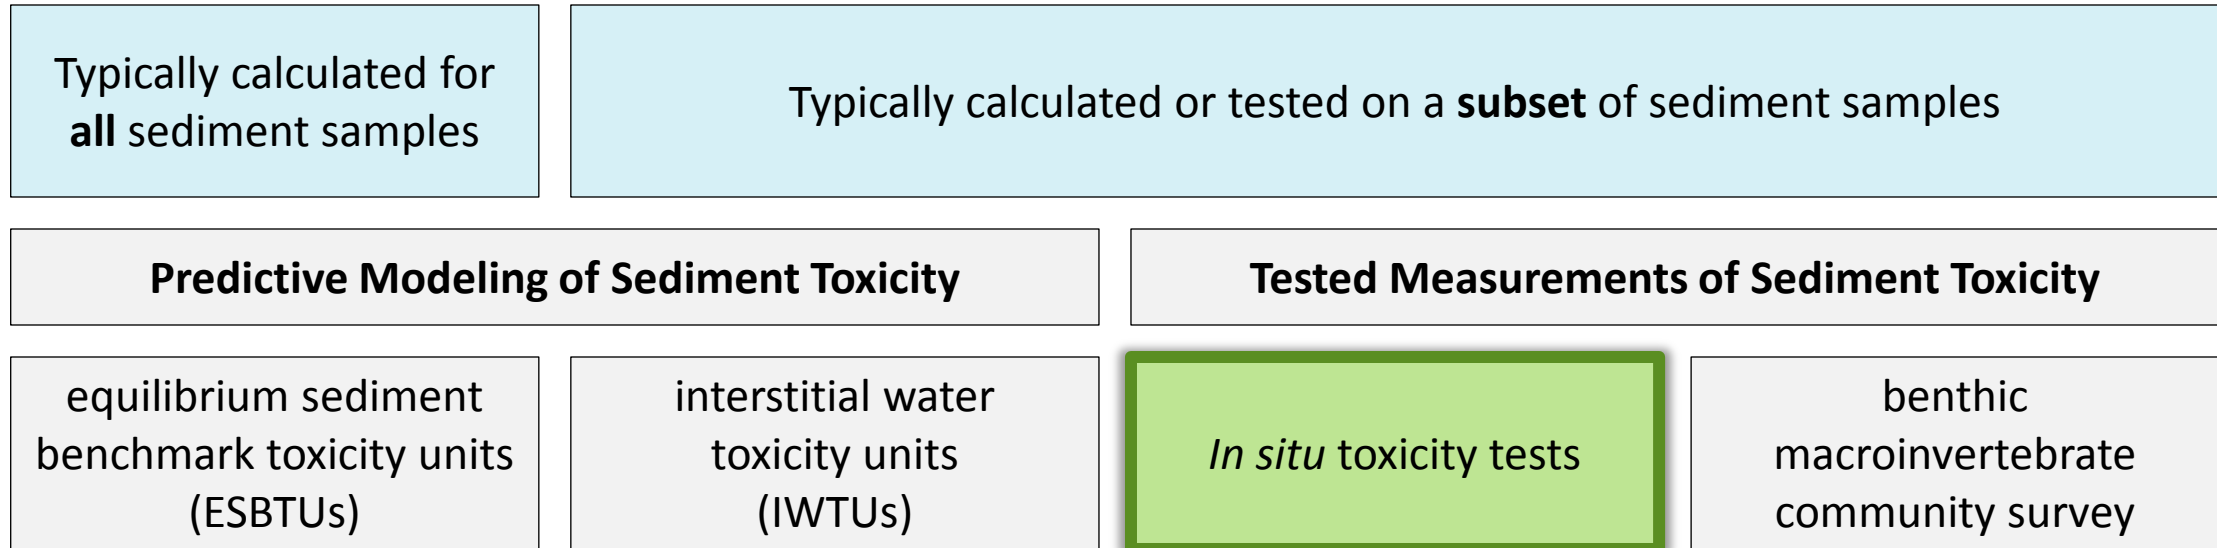 Typically calculated for
all sediment samples
Typically calculated or tested on a subset of sediment samples
Predictive Modeling of Sediment Toxicity
Tested Measurements of Sediment Toxicity
equilibrium sediment
benchmark toxicity units
(ESBTUs)
interstitial water
toxicity units
(IWTUs)
In situ toxicity tests
benthic
macroinvertebrate
community survey